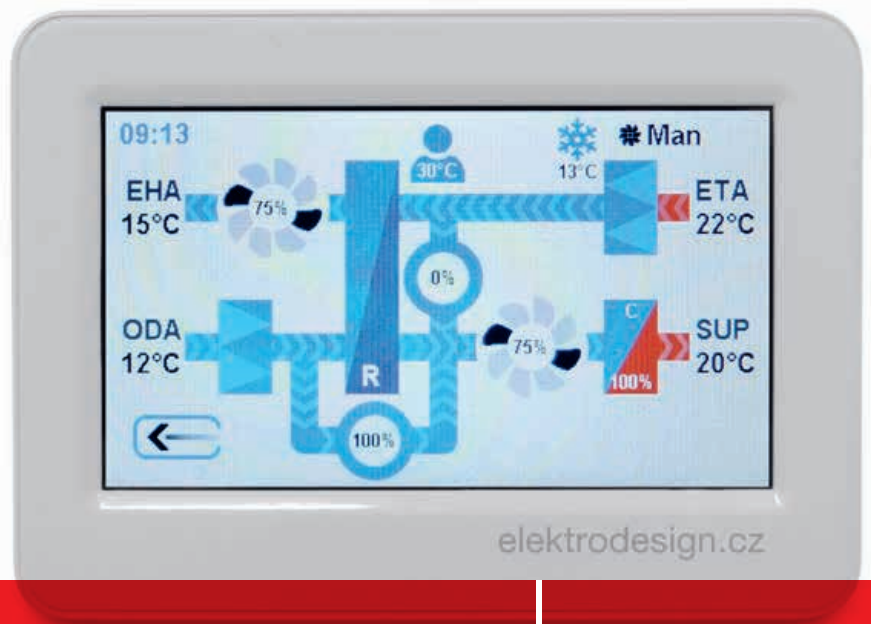 09:13
Man
30°C
13°C
EHA
15°C
75%
ETA
22°C
0%
ODA
12°C
R
75%
C
100%
SUP
20°C
100%
elektrodesign.cz